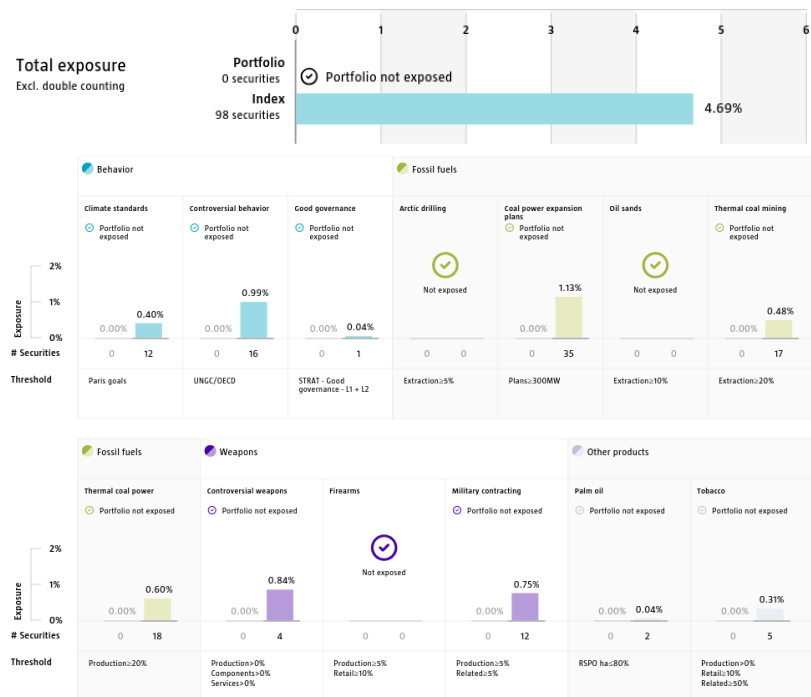 0 1 2 3 4 5 6
Total exposure
Excl. double counting
Portfolio
0 securities
Portfolio not exposed
Index
98 securities
4.69%
Behavior
Fossil fuels
Climate standards
Controversial behavior
Good governance
Arctic drilling
Coal power expansion
plans
Oil sands
Thermal coal mining
Portfolio not
exposed
Portfolio not
exposed
Portfolio not
exposed
Portfolio not
exposed
Portfolio not
exposed
Not exposed
Not exposed
Exposure
2%
1%
0%
0.00% 0.40%
0.00% 0.99%
0.00% 0.04%
0.00% 1.13%
0.00% 0.48%
# Securities
0 12 0 16 0 1 0 0 0 35 0 0 0 17
Threshold
Paris goals
UNGC/OECD
STRAT - Good
governance - L1 + L2
Extraction≥5%
Plans≥300MW
Extraction≥10%
Extraction≥20%
Fossil fuels
Weapons
Other products
Thermal coal power
Controversial weapons
Firearms
Military contracting
Palm oil
Tobacco
Portfolio not exposed
Portfolio not exposed
Portfolio not exposed
Portfolio not exposed
Portfolio not exposed
Not exposed
Exposure
2%
1%
0%
0.00% 0.60%
0.00% 0.84%
0.00% 0.75%
0.00% 0.04%
0.00% 0.31%
# Securities
0 18 0 4 0 0 0 12 0 2 0 5
Threshold
Production≥20%
Production>0%
Components>0%
Services>0%
Production≥5%
Retail≥10%
Production≥5%
Related≥5%
RSPO ha≤80%
Production>0%
Retail≥10%
Related≥50%